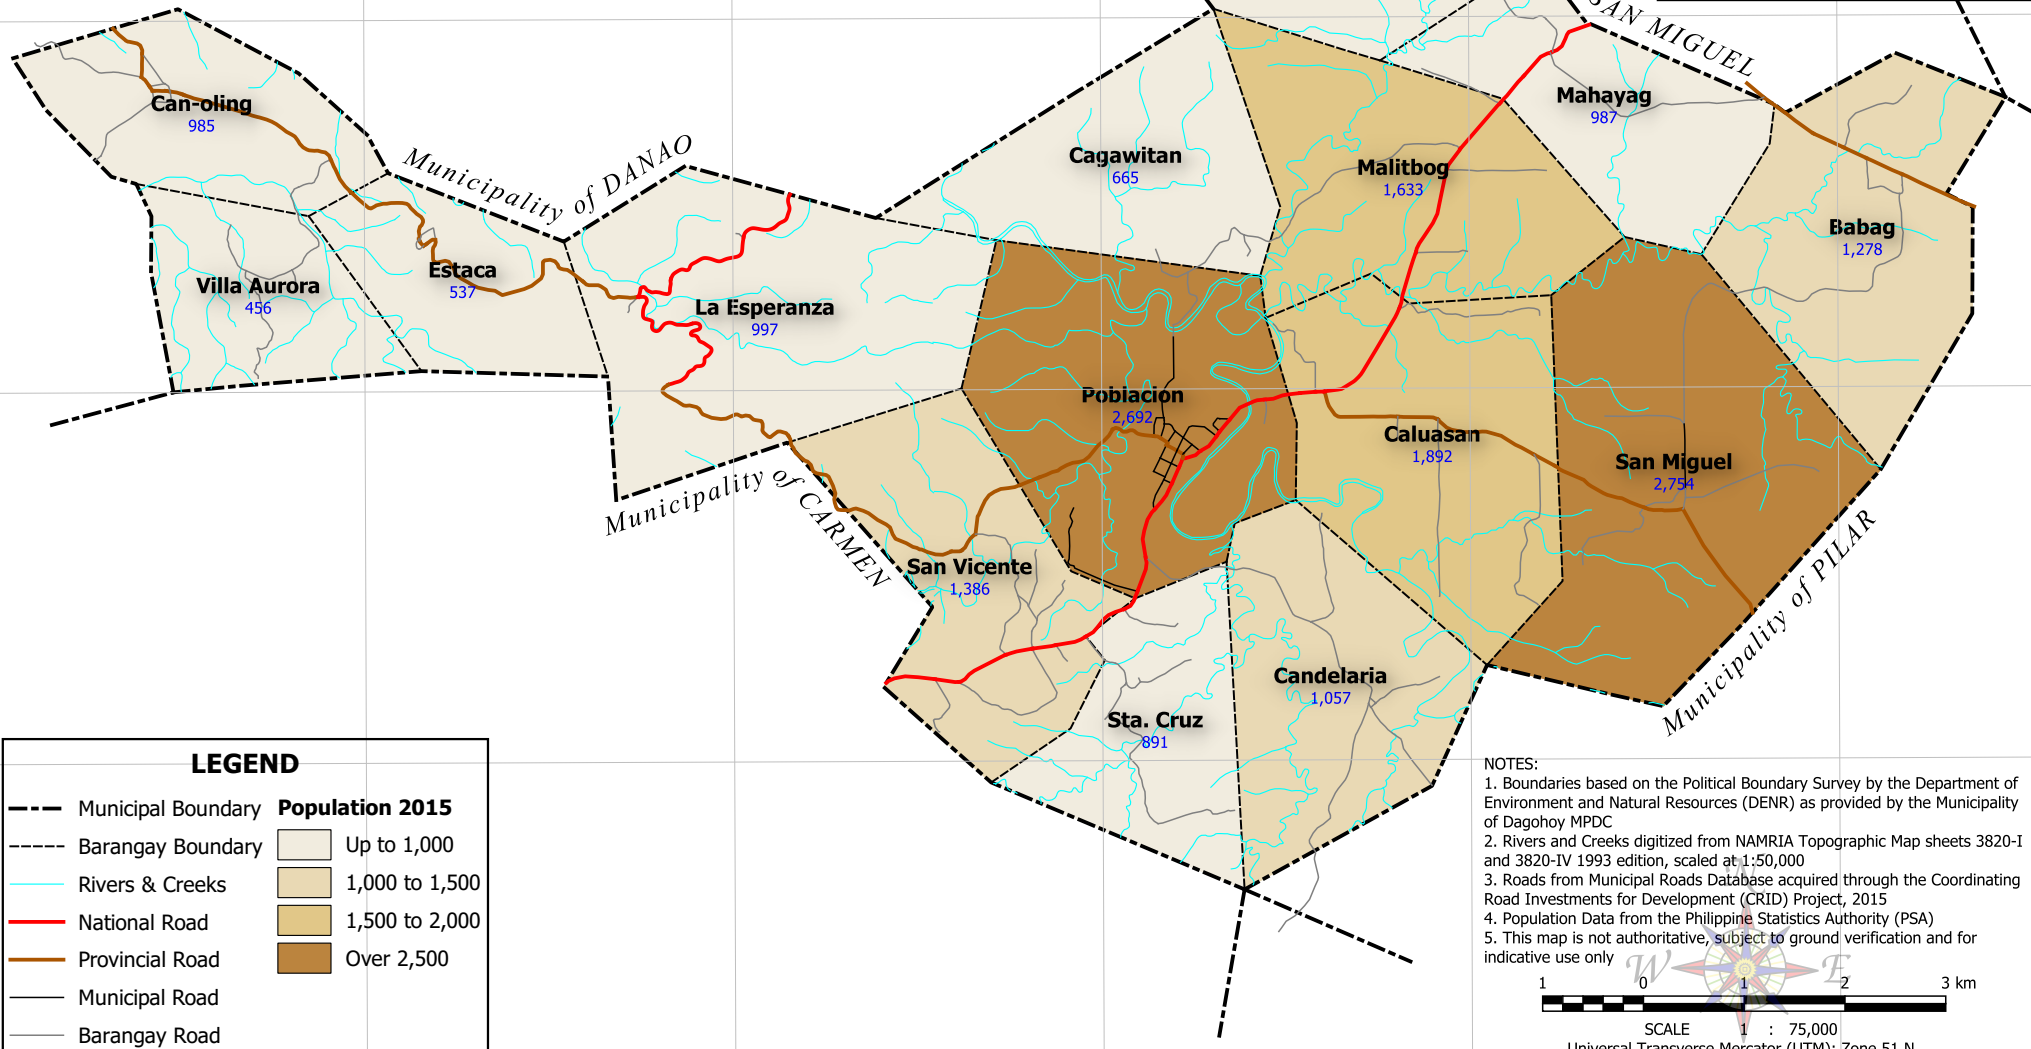 SAN MIGUEL
Can-oling
985
Municipality of DANAO
Cagawitan
665
Malitbog
1,633
Mahayag
987
Babag
1,278
Villa Aurora
456
Estaca
537
La Esperanza
997
Poblacion
2,692
Caluasan
1,892
San Miguel
2,754
Municipality of CARMEN
San Vicente
1,386
Municipality of PILAR
Candelaria
1,057
Sta. Cruz
891
LEGEND
Municipal Boundary
Barangay Boundary
Rivers & Creeks
National Road
Provincial Road
Municipal Road
Barangay Road
Population 2015
Up to 1,000
1,000 to 1,500
1,500 to 2,000
Over 2,500
NOTES:
1. Boundaries based on the Political Boundary Survey by the Department of
Environment and Natural Resources (DENR) as provided by the Municipality
of Dagohoy MPDC
2. Rivers and Creeks digitized from NAMRIA Topographic Map sheets 3820-I
and 3820-IV 1993 edition, scaled at 1:50,000
3. Roads from Municipal Roads Database acquired through the Coordinating
Road Investments for Development (CRID) Project, 2015
4. Population Data from the Philippine Statistics Authority (PSA)
5. This map is not authoritative, subject to ground verification and for
indicative use only
N
W E
1 0 1 2 3 km
SCALE 1 : 75,000
Universal Transverse Mercator (UTM): Zone 51 N